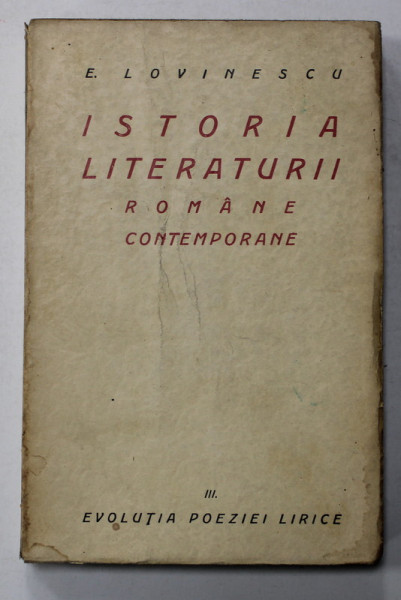 E. LOVINESCU
ISTORIA
LITERATURII
ROMÂNE
CONTEMPORANE
III.
EVOLUȚIA POEZIEI LIRICE